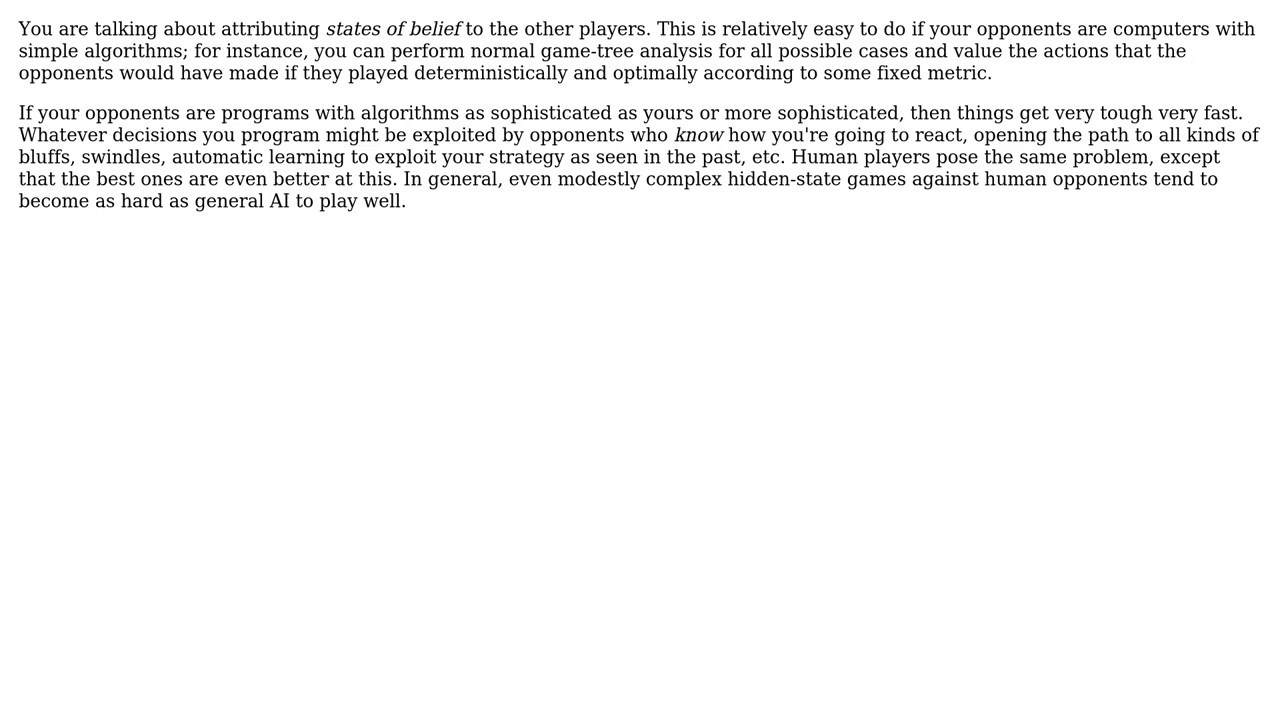 You are talking about attributing states of belief to the other players. This is relatively easy to do if your opponents are computers with
simple algorithms; for instance, you can perform normal game-tree analysis for all possible cases and value the actions that the
opponents would have made if they played deterministically and optimally according to some fixed metric.
If your opponents are programs with algorithms as sophisticated as yours or more sophisticated, then things get very tough very fast.
Whatever decisions you program might be exploited by opponents who know how you're going to react, opening the path to all kinds of
bluffs, swindles, automatic learning to exploit your strategy as seen in the past, etc. Human players pose the same problem, except
that the best ones are even better at this. In general, even modestly complex hidden-state games against human opponents tend to
become as hard as general AI to play well.